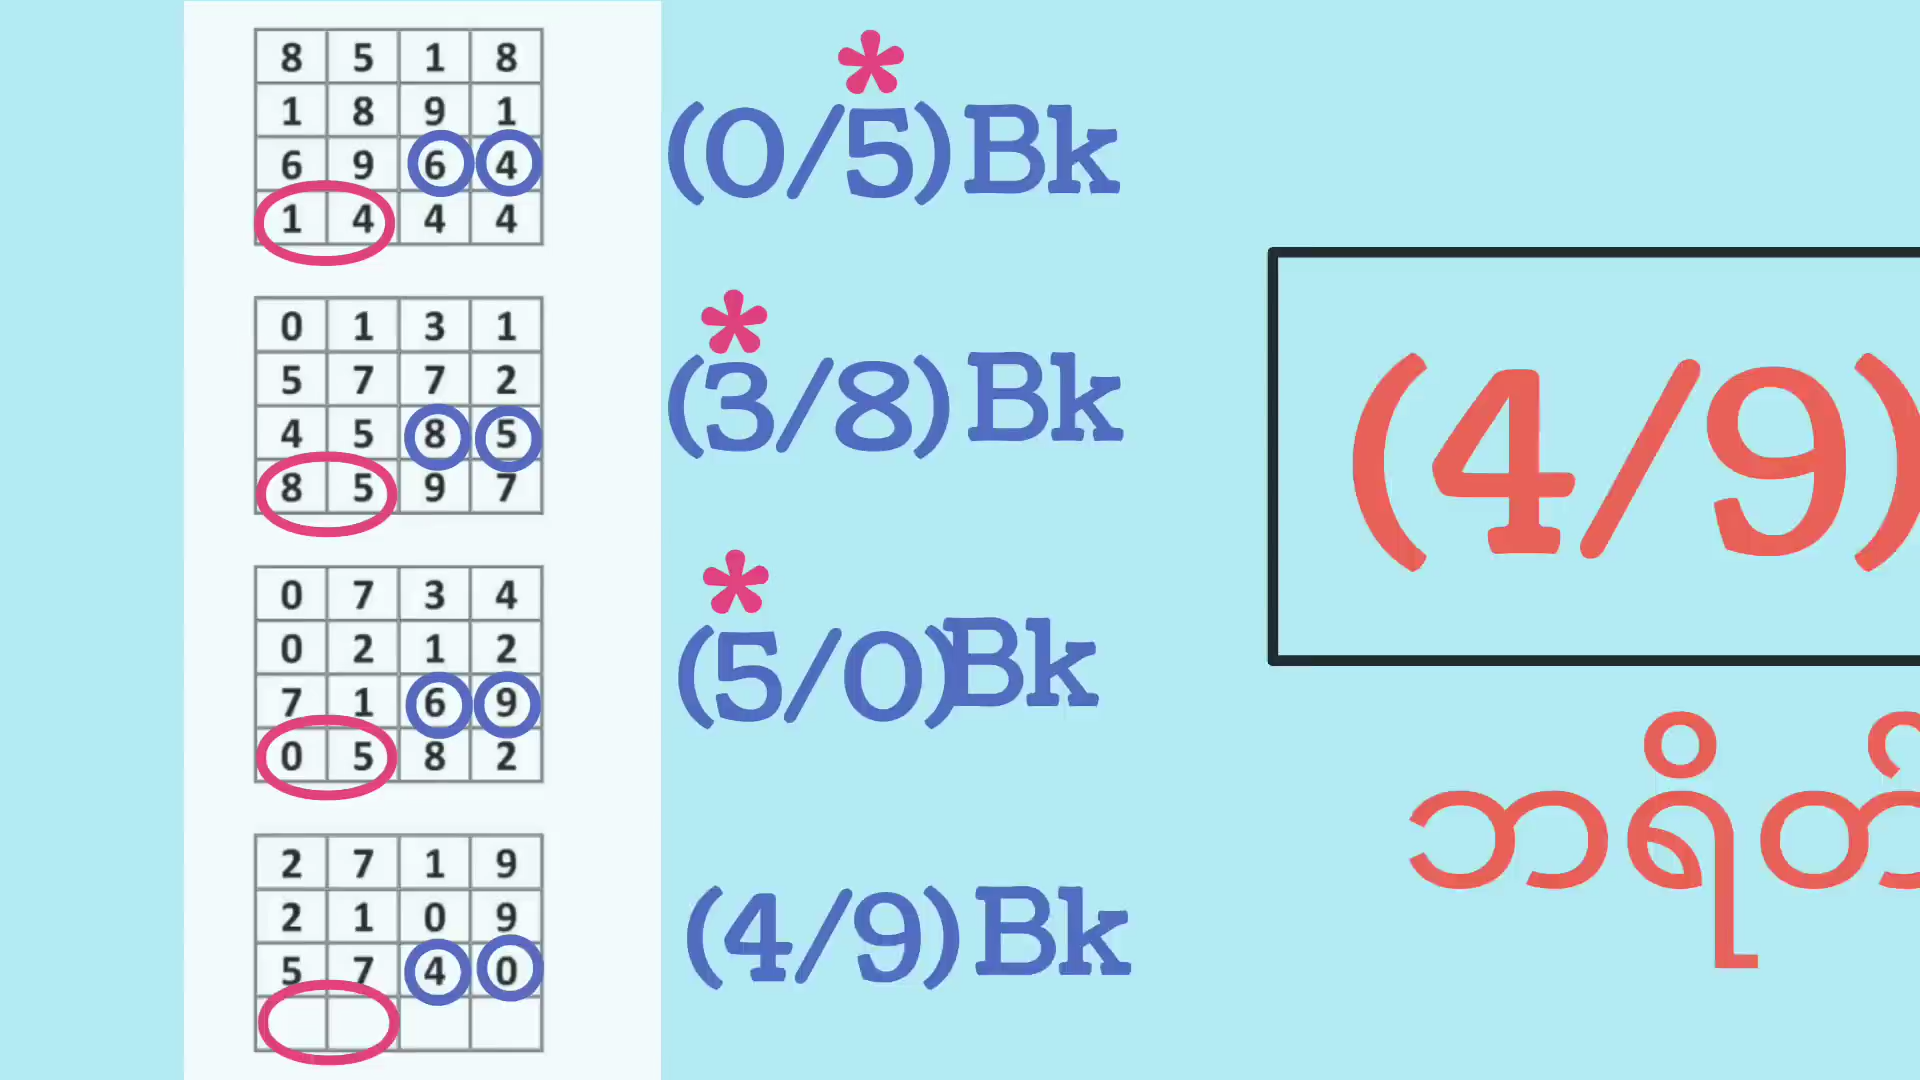 8 5 1 8
1 8 9 1
6 9 6 4
1 4 4 4
*
(0/5)Bk
0 1 3 1
5 7 7 2
4 5 8 5
8 5 9 7
*
(3/8)Bk
0 7 3 4
0 2 1 2
7 1 6 9
0 5 8 2
*
(5/0)Bk
2 7 1 9
2 1 0 9
5 7 4 0
(4/9)Bk
(4/9)
ဘရိတ်